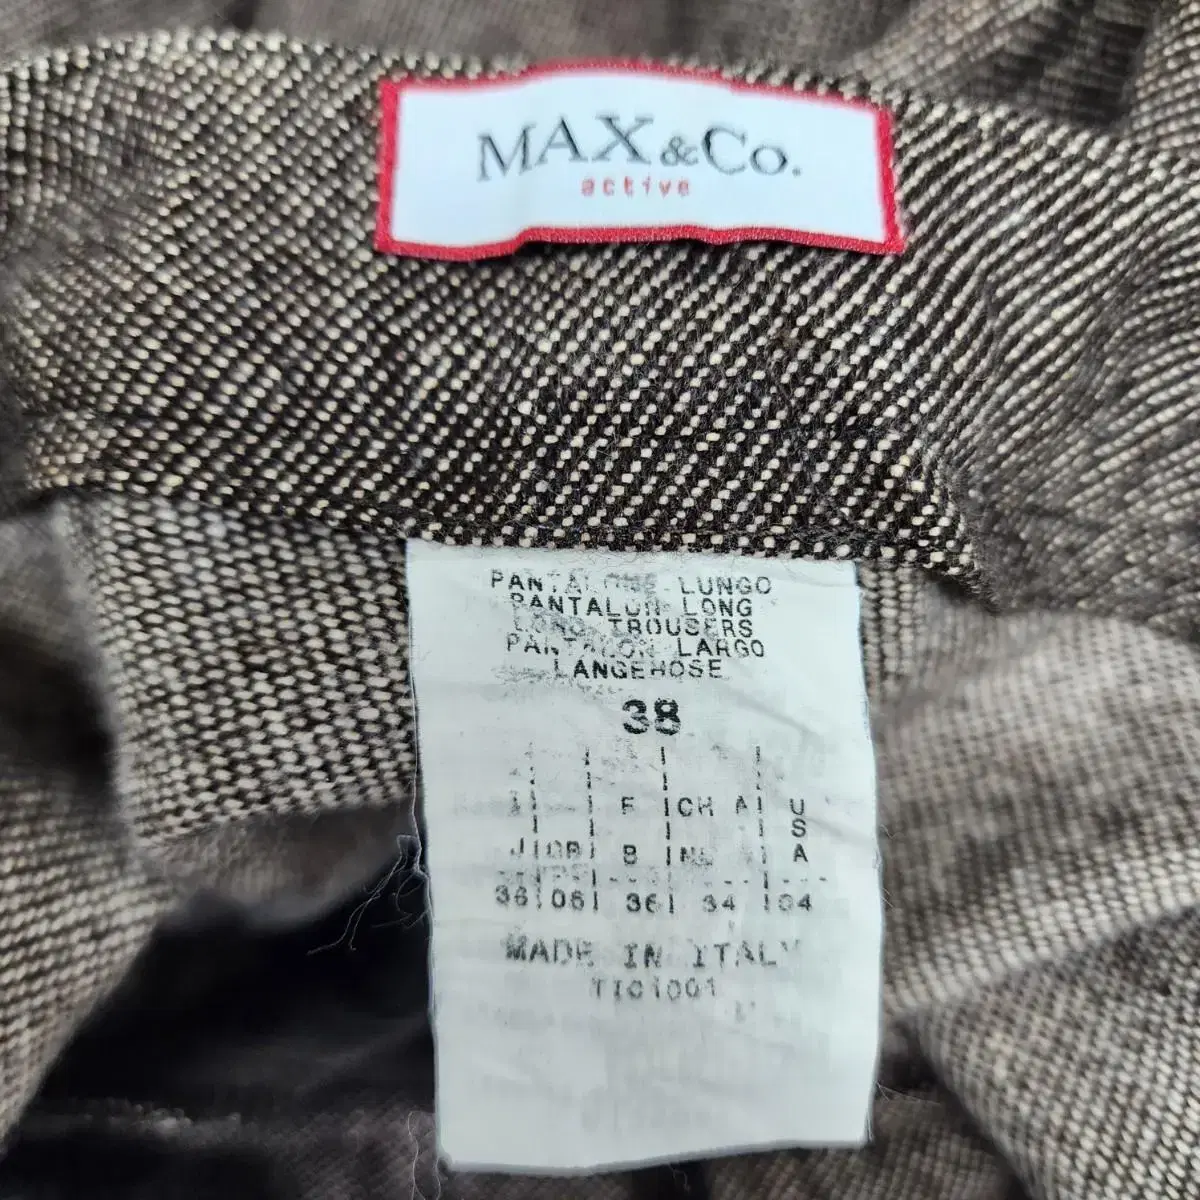 MAX & Co.
active
PANTALONE LUNGO
PANTALON LONG
LONG TROUSERS
PANTALON LARGO
LANGEHOSE
38
I F CH A USA
J GB B NL
38 06 36 34 04
MADE IN ITALY